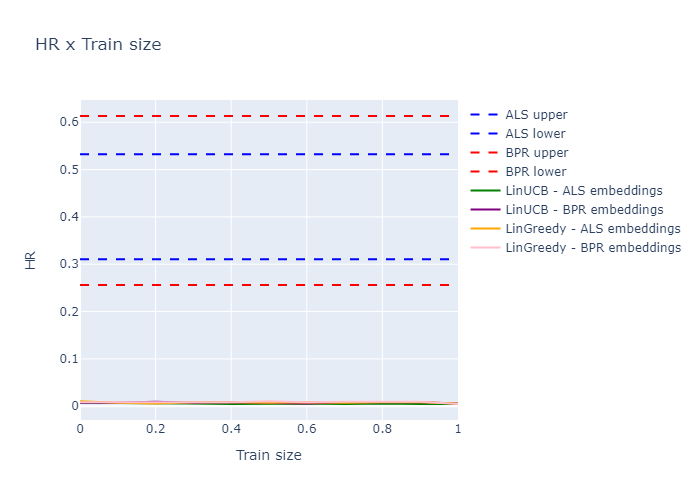 HR x Train size
0.6
0.5
0.4
0.3
0.2
0.1
0
HR
0 0.2 0.4 0.6 0.8 1
Train size
ALS upper
ALS lower
BPR upper
BPR lower
LinUCB - ALS embeddings
LinUCB - BPR embeddings
LinGreedy - ALS embeddings
LinGreedy - BPR embeddings